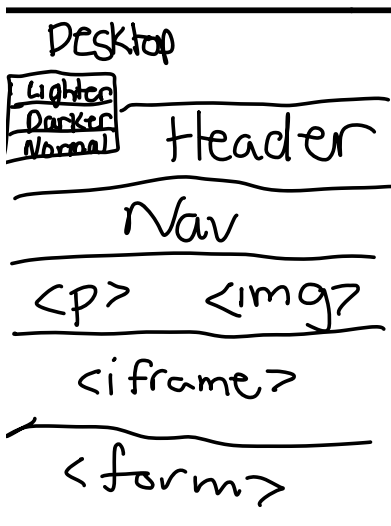 Desktop
Lighter
Darker
Normal
Header
Nav
<p> <img>
<iframe>
<form>